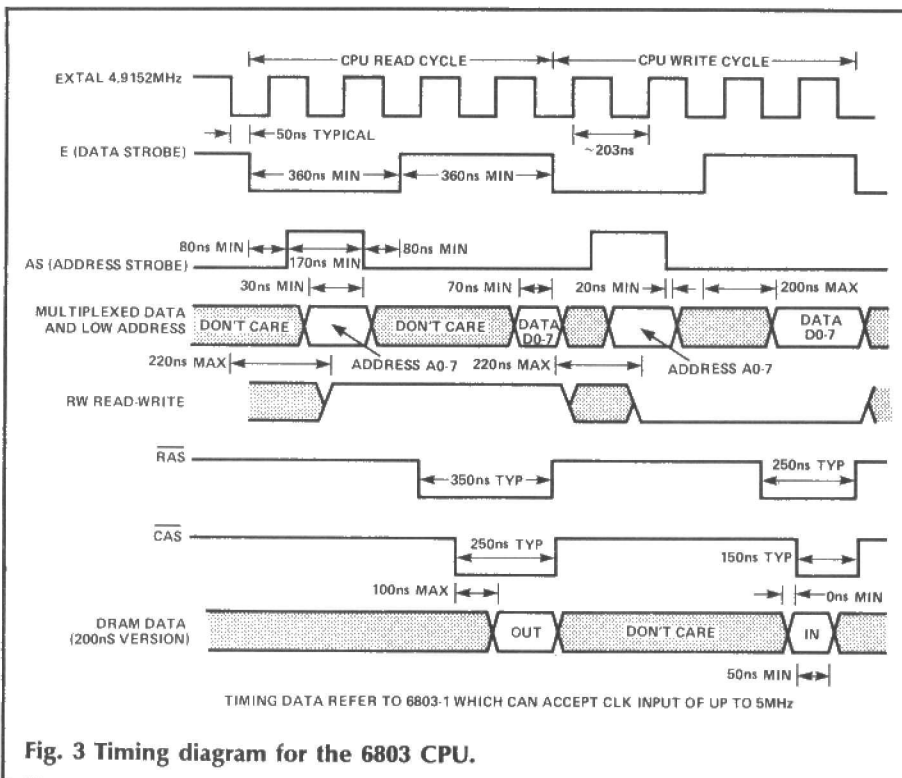 CPU READ CYCLE
CPU WRITE CYCLE
EXTAL 4.9152MHz
50ns TYPICAL
~203ns
E (DATA STROBE)
360ns MIN
360ns MIN
80ns MIN
80ns MIN
AS (ADDRESS STROBE)
170ns MIN
30ns MIN
70ns MIN
20ns MIN
200ns MAX
MULTIPLEXED DATA
AND LOW ADDRESS
DON'T CARE
DON'T CARE
DATA
D0-7
DATA
D0-7
220ns MAX
ADDRESS A0-7
220ns MAX
ADDRESS A0-7
RW READ-WRITE
RAS
350ns TYP
250ns TYP
CAS
250ns TYP
150ns TYP
100ns MAX
0ns MIN
DRAM DATA
(200nS VERSION)
OUT
DON'T CARE
IN
50ns MIN
TIMING DATA REFER TO 6803-1 WHICH CAN ACCEPT CLK INPUT OF UP TO 5MHz
Fig. 3 Timing diagram for the 6803 CPU.